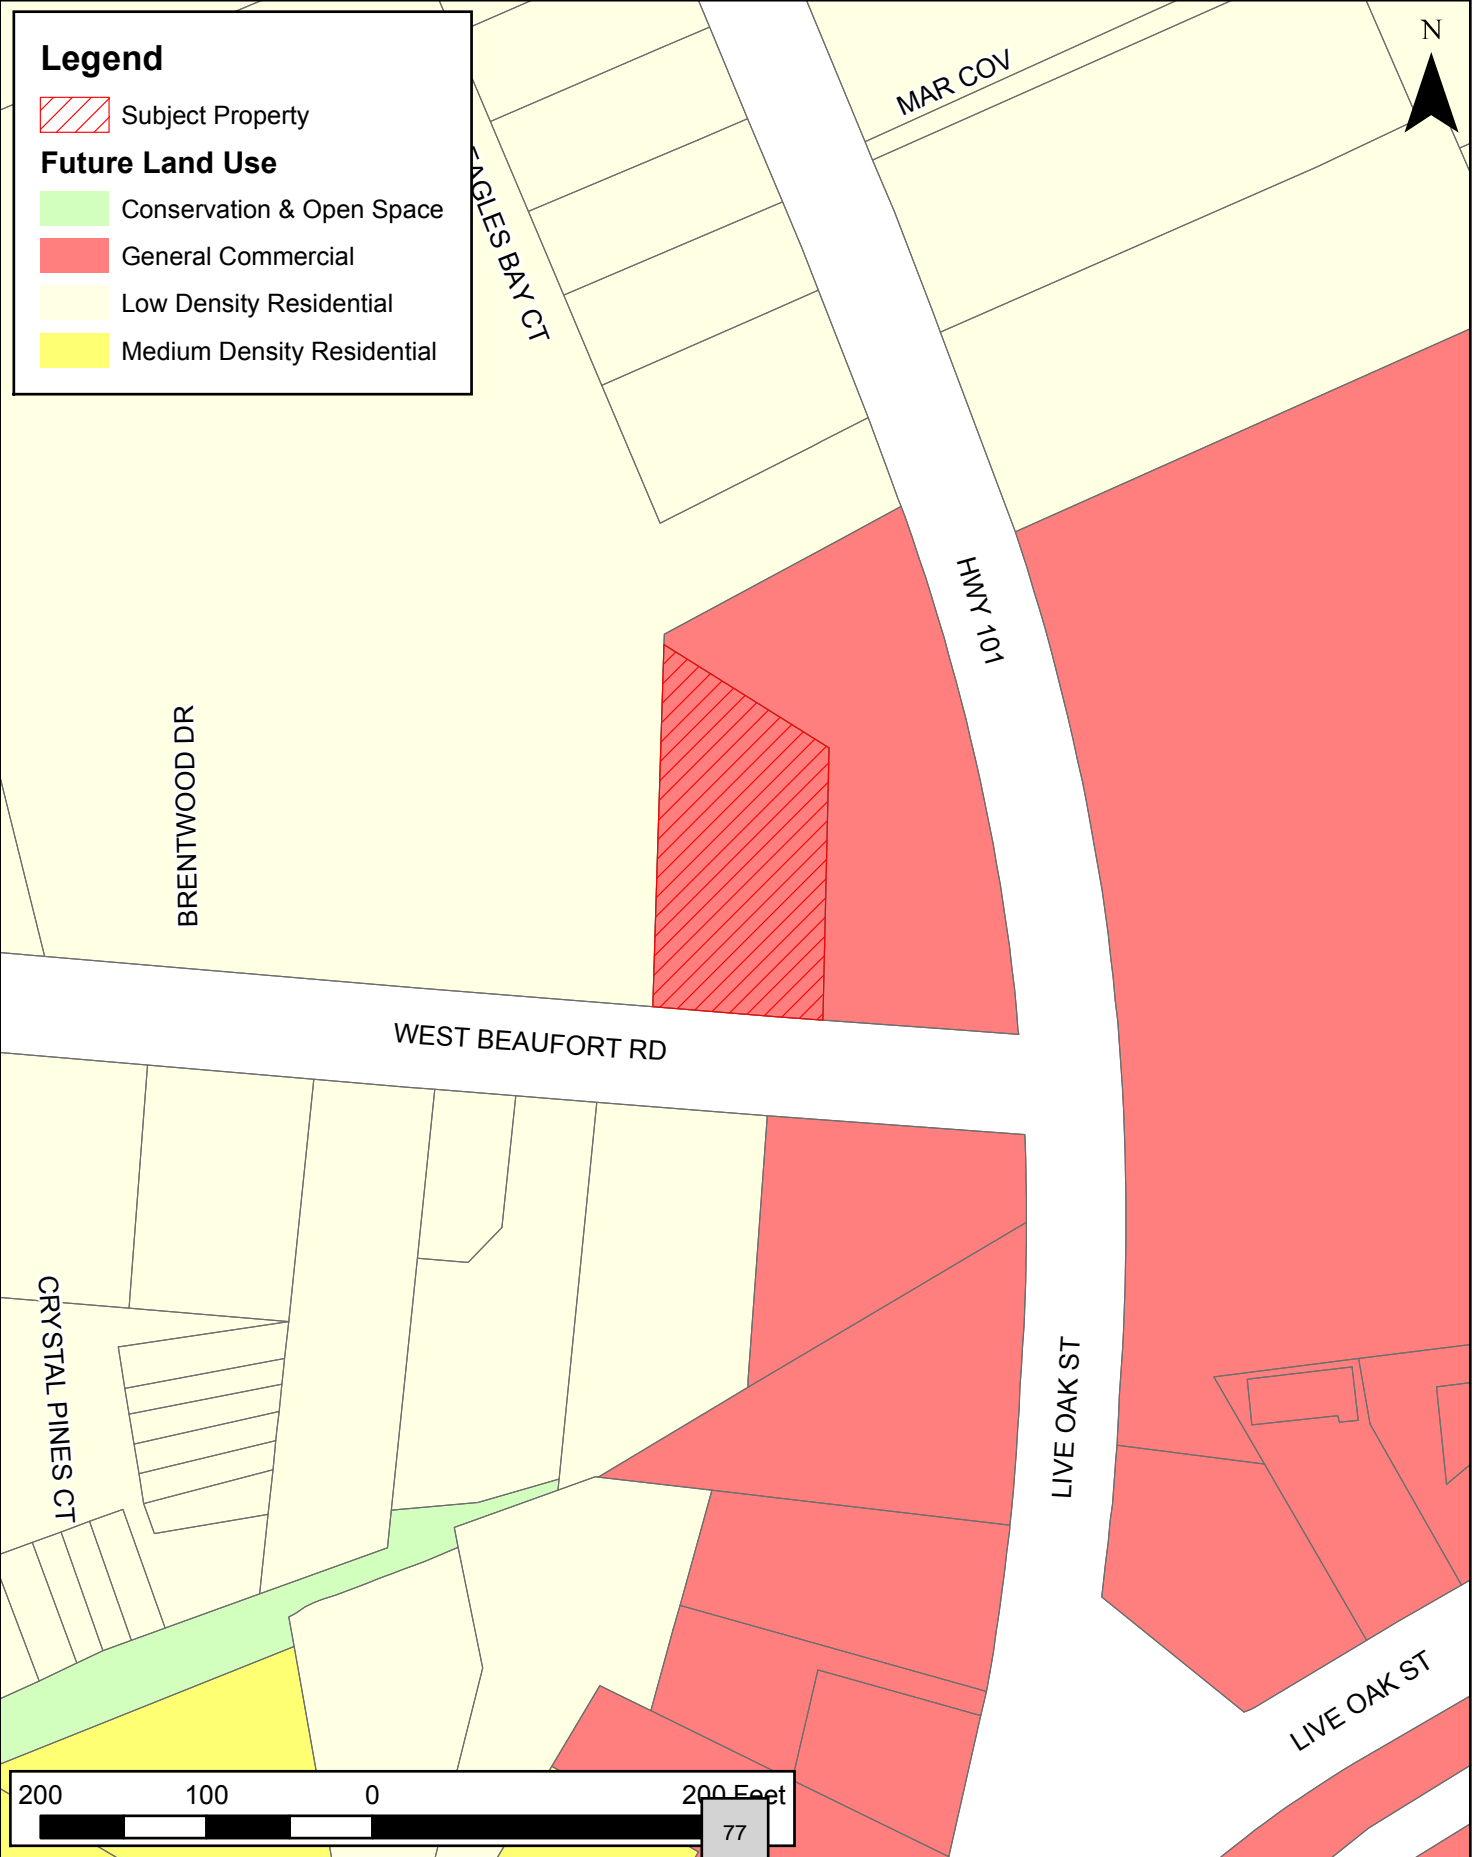 Legend
Subject Property
Future Land Use
Conservation & Open Space
General Commercial
Low Density Residential
Medium Density Residential
N
MAR COV
EAGLES BAY CT
HWY 101
BRENTWOOD DR
WEST BEAUFORT RD
CRYSTAL PINES CT
LIVE OAK ST
LIVE OAK ST
200 100 0 200 Feet
77